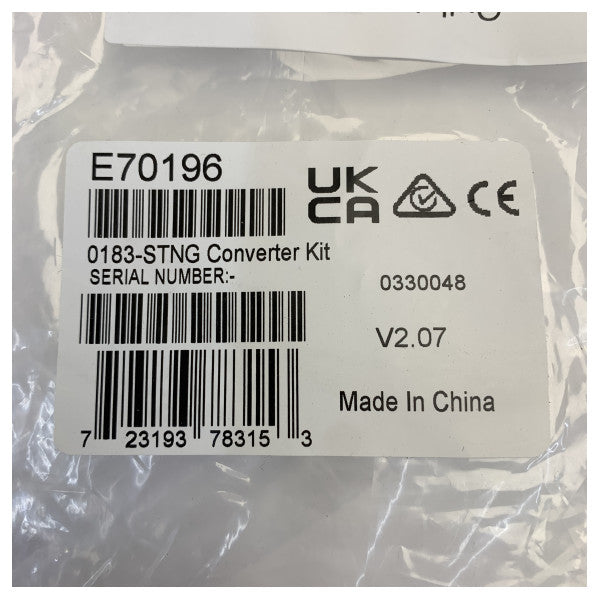 E70196
UK
CA
CE
0183-STNG Converter Kit
SERIAL NUMBER:-
0330048
V2.07
Made In China
7 23193 78315 3